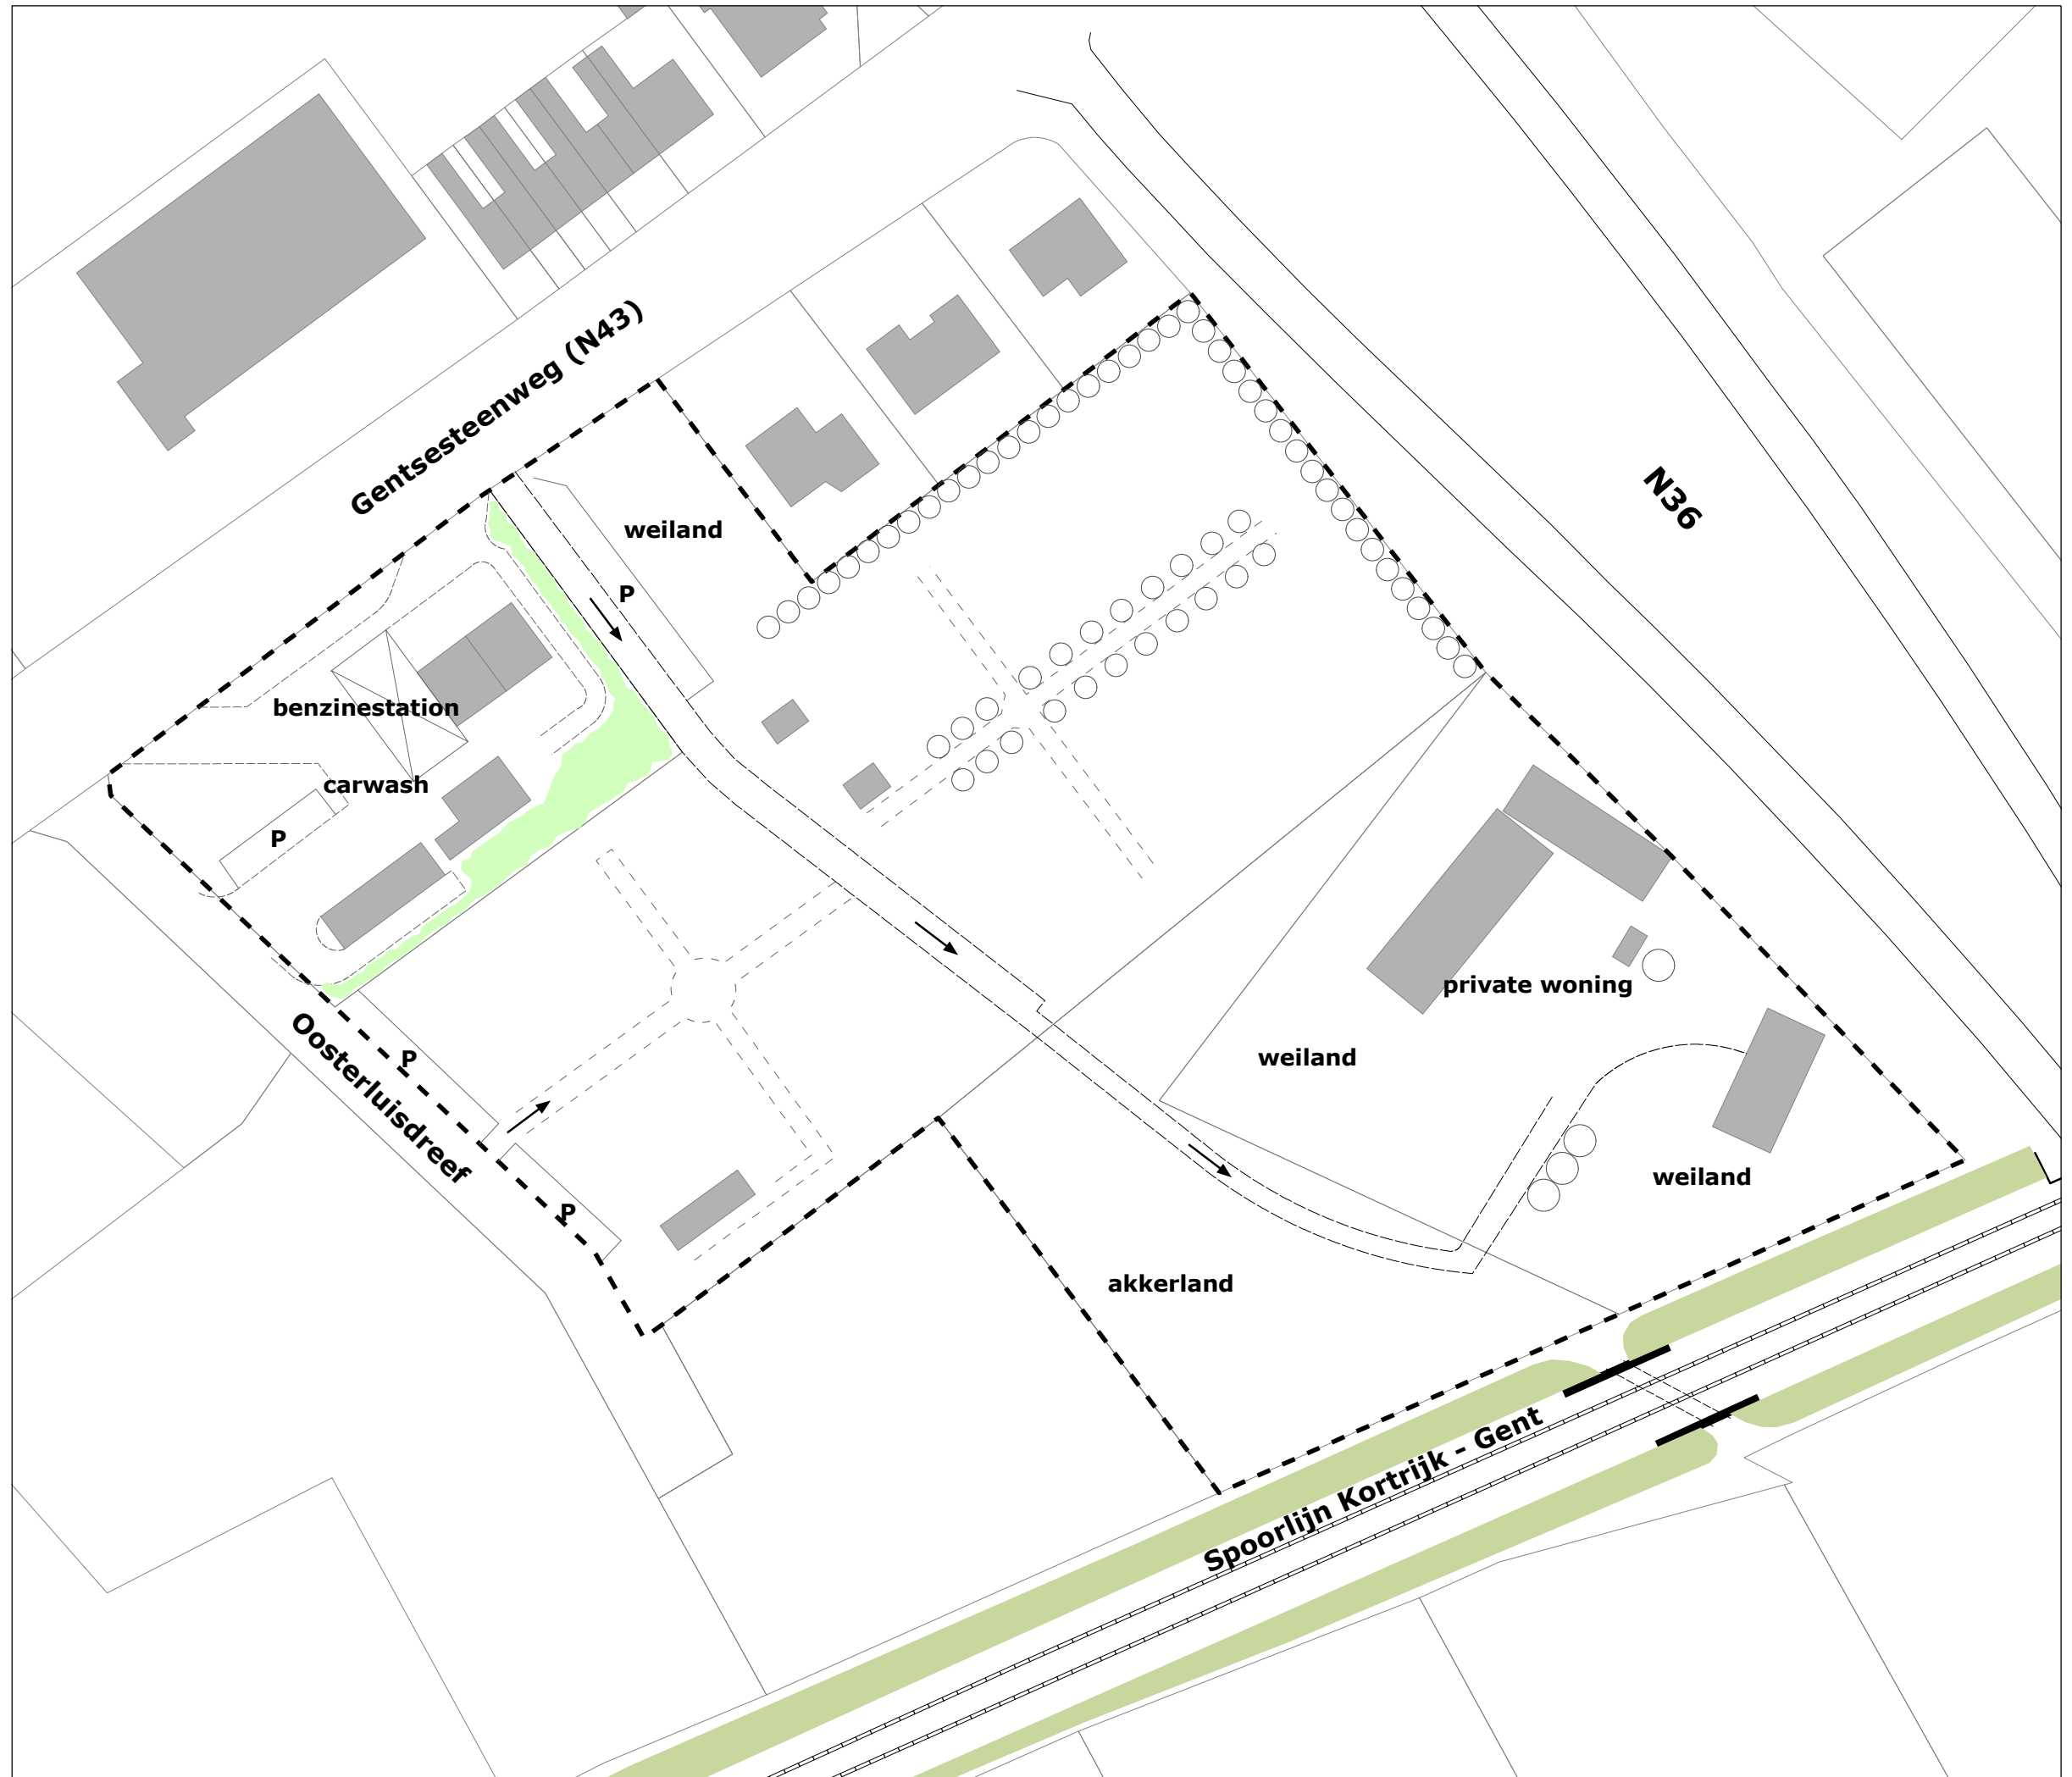 Gentsesteenweg (N43)
N36
weiland
P
benzinestation
carwash
P
private woning
Oosterluisdreef
P
weiland
weiland
P
akkerland
Spoorlijn Kortrijk - Gent